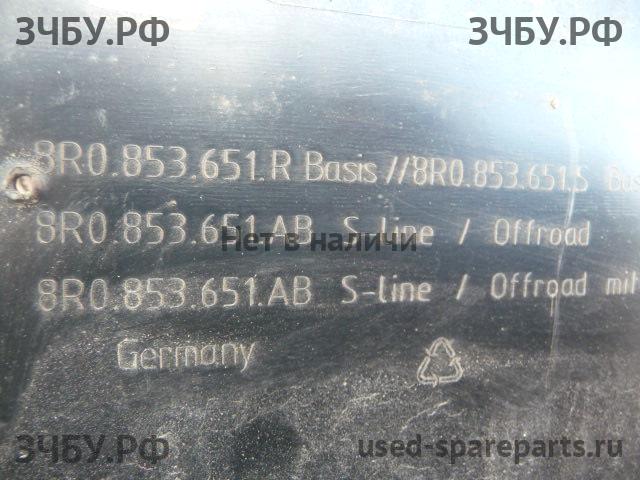 ЗЧБУ.РФ ЗЧБУ.РФ
8R0.853.651.R Basis//8R0.853.651.S
8R0.853.651.AB S-line / Offroad
Нет в наличи
8R0.853.651.AB S-line / Offroad mit
Germany
ЗЧБУ.РФ used-spareparts.ru